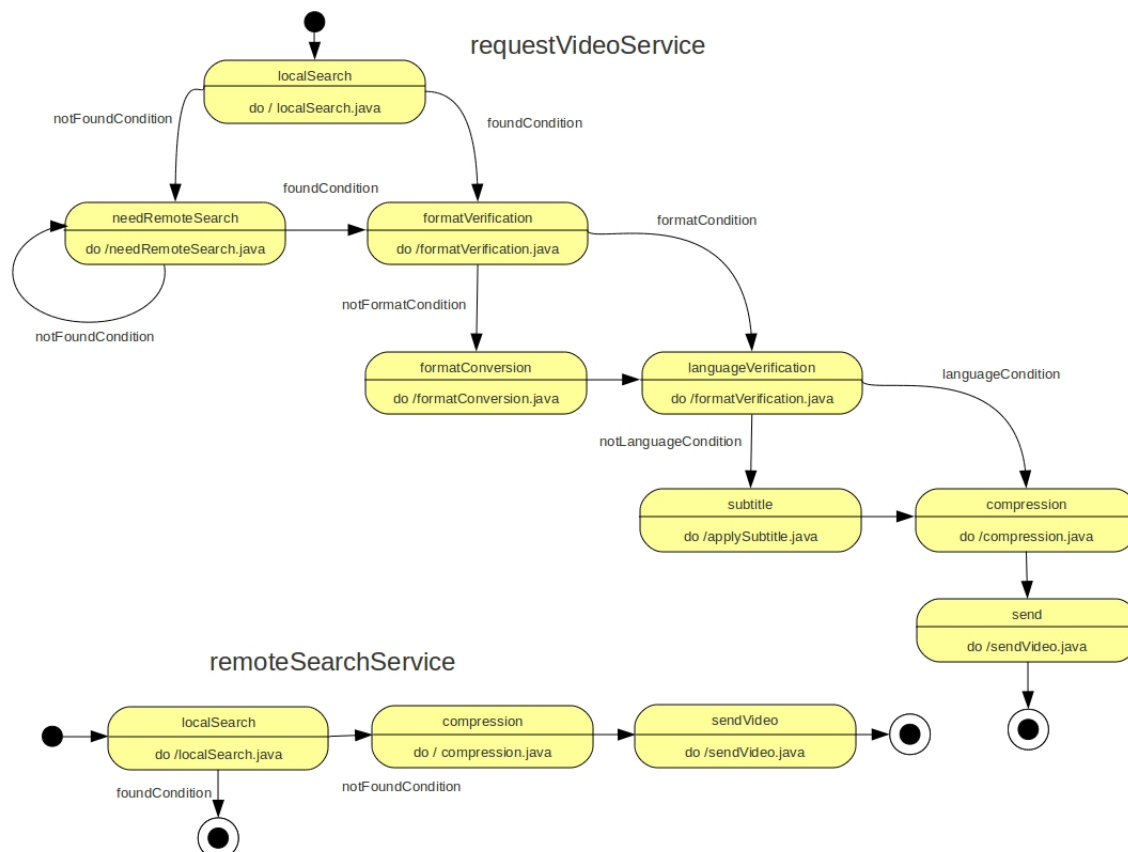 requestVideoService
localSearch
do / localSearch.java
notFoundCondition
foundCondition
foundCondition
needRemoteSearch
do /needRemoteSearch.java
formatVerification
do /formatVerification.java
formatCondition
notFormatCondition
notFoundCondition
formatConversion
do /formatConversion.java
languageVerification
do /formatVerification.java
languageCondition
notLanguageCondition
subtitle
do /applySubtitle.java
compression
do /compression.java
send
do /sendVideo.java
remoteSearchService
localSearch
do /localSearch.java
compression
do / compression.java
sendVideo
do /sendVideo.java
foundCondition
notFoundCondition